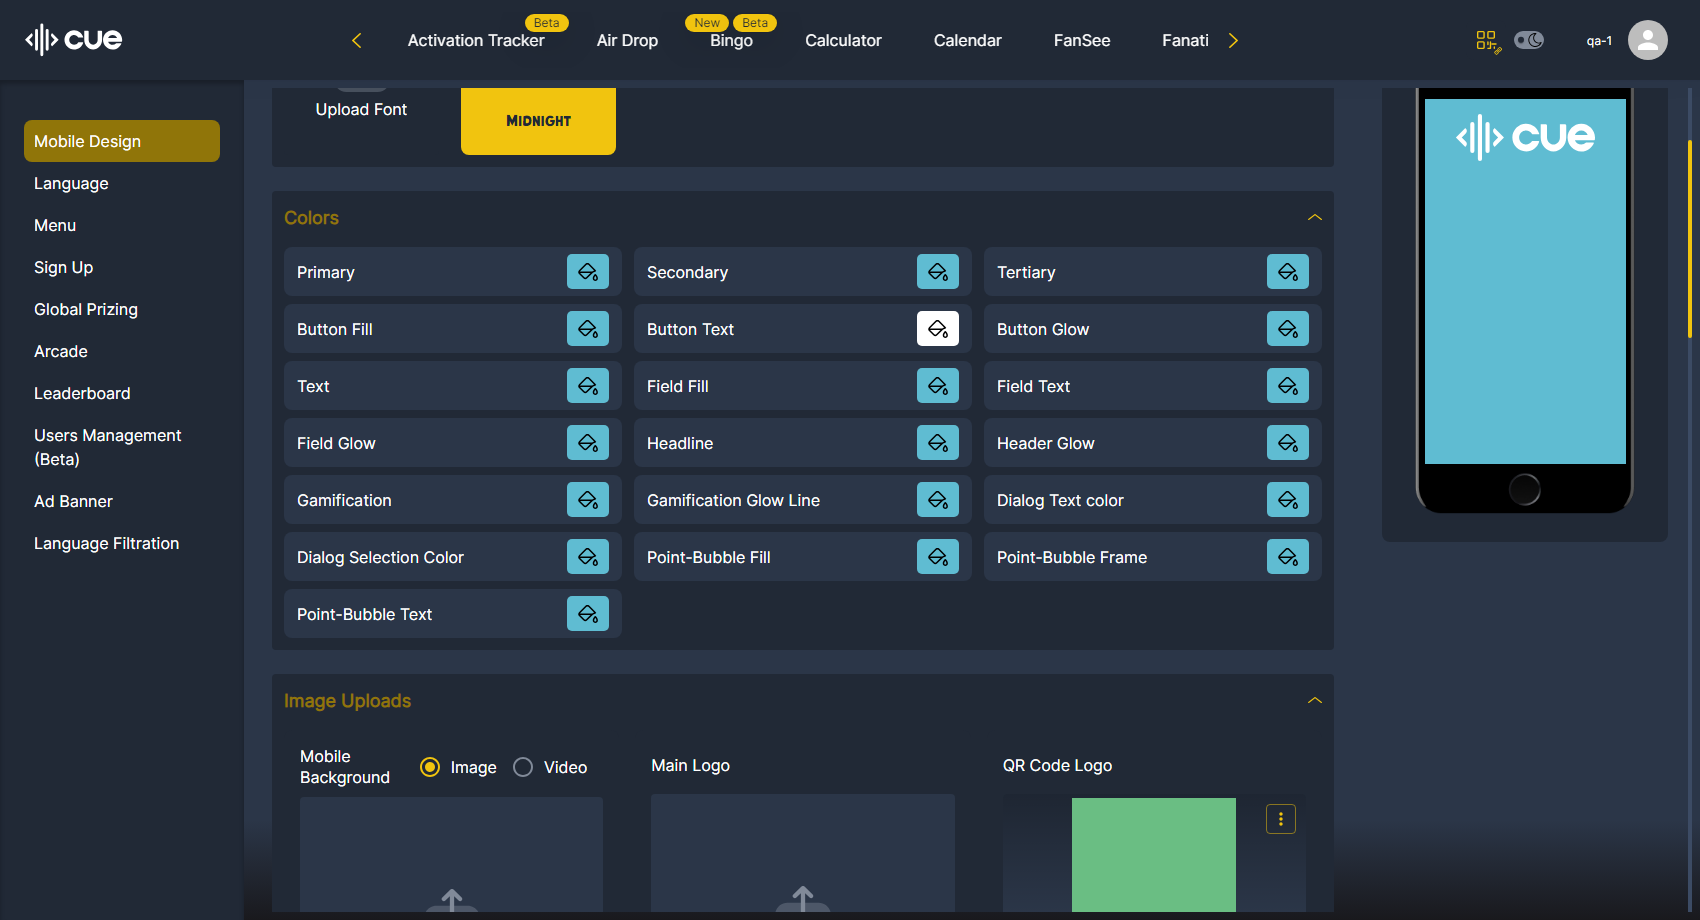 cue
Activation Tracker
Beta
Air Drop
New
Beta
Bingo
Calculator
Calendar
FanSee
Fanati
qa-1
Mobile Design
Language
Menu
Sign Up
Global Prizing
Arcade
Leaderboard
Users Management
(Beta)
Ad Banner
Language Filtration
Upload Font
MIDNIGHT
cue
Colors
Primary
Secondary
Tertiary
Button Fill
Button Text
Button Glow
Text
Field Fill
Field Text
Field Glow
Headline
Header Glow
Gamification
Gamification Glow Line
Dialog Text color
Dialog Selection Color
Point-Bubble Fill
Point-Bubble Frame
Point-Bubble Text
Image Uploads
Mobile
Background
Image
Video
Main Logo
QR Code Logo